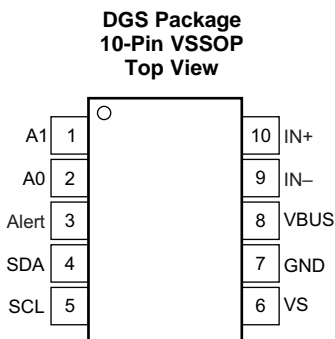 DGS Package
10-Pin VSSOP
Top View
A1 1 10 IN+
A0 2 9 IN–
Alert 3 8 VBUS
SDA 4 7 GND
SCL 5 6 VS